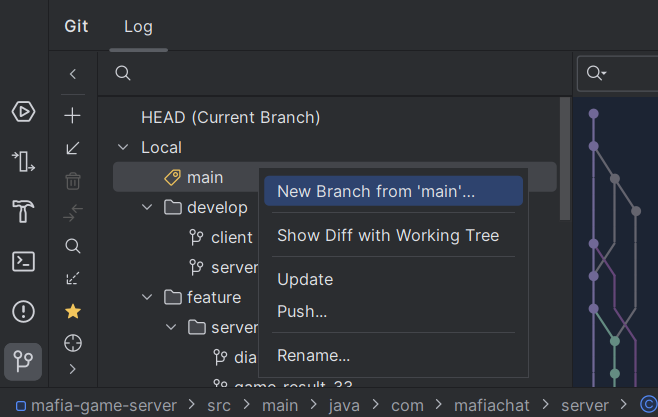 Git Log
HEAD (Current Branch)
Local
main
New Branch from 'main'...
develop
Show Diff with Working Tree
client
server
Update
feature
Push...
server
Rename...
dia
game-result-33
mafia-game-server > src > main > java > com > mafiachat > server > C